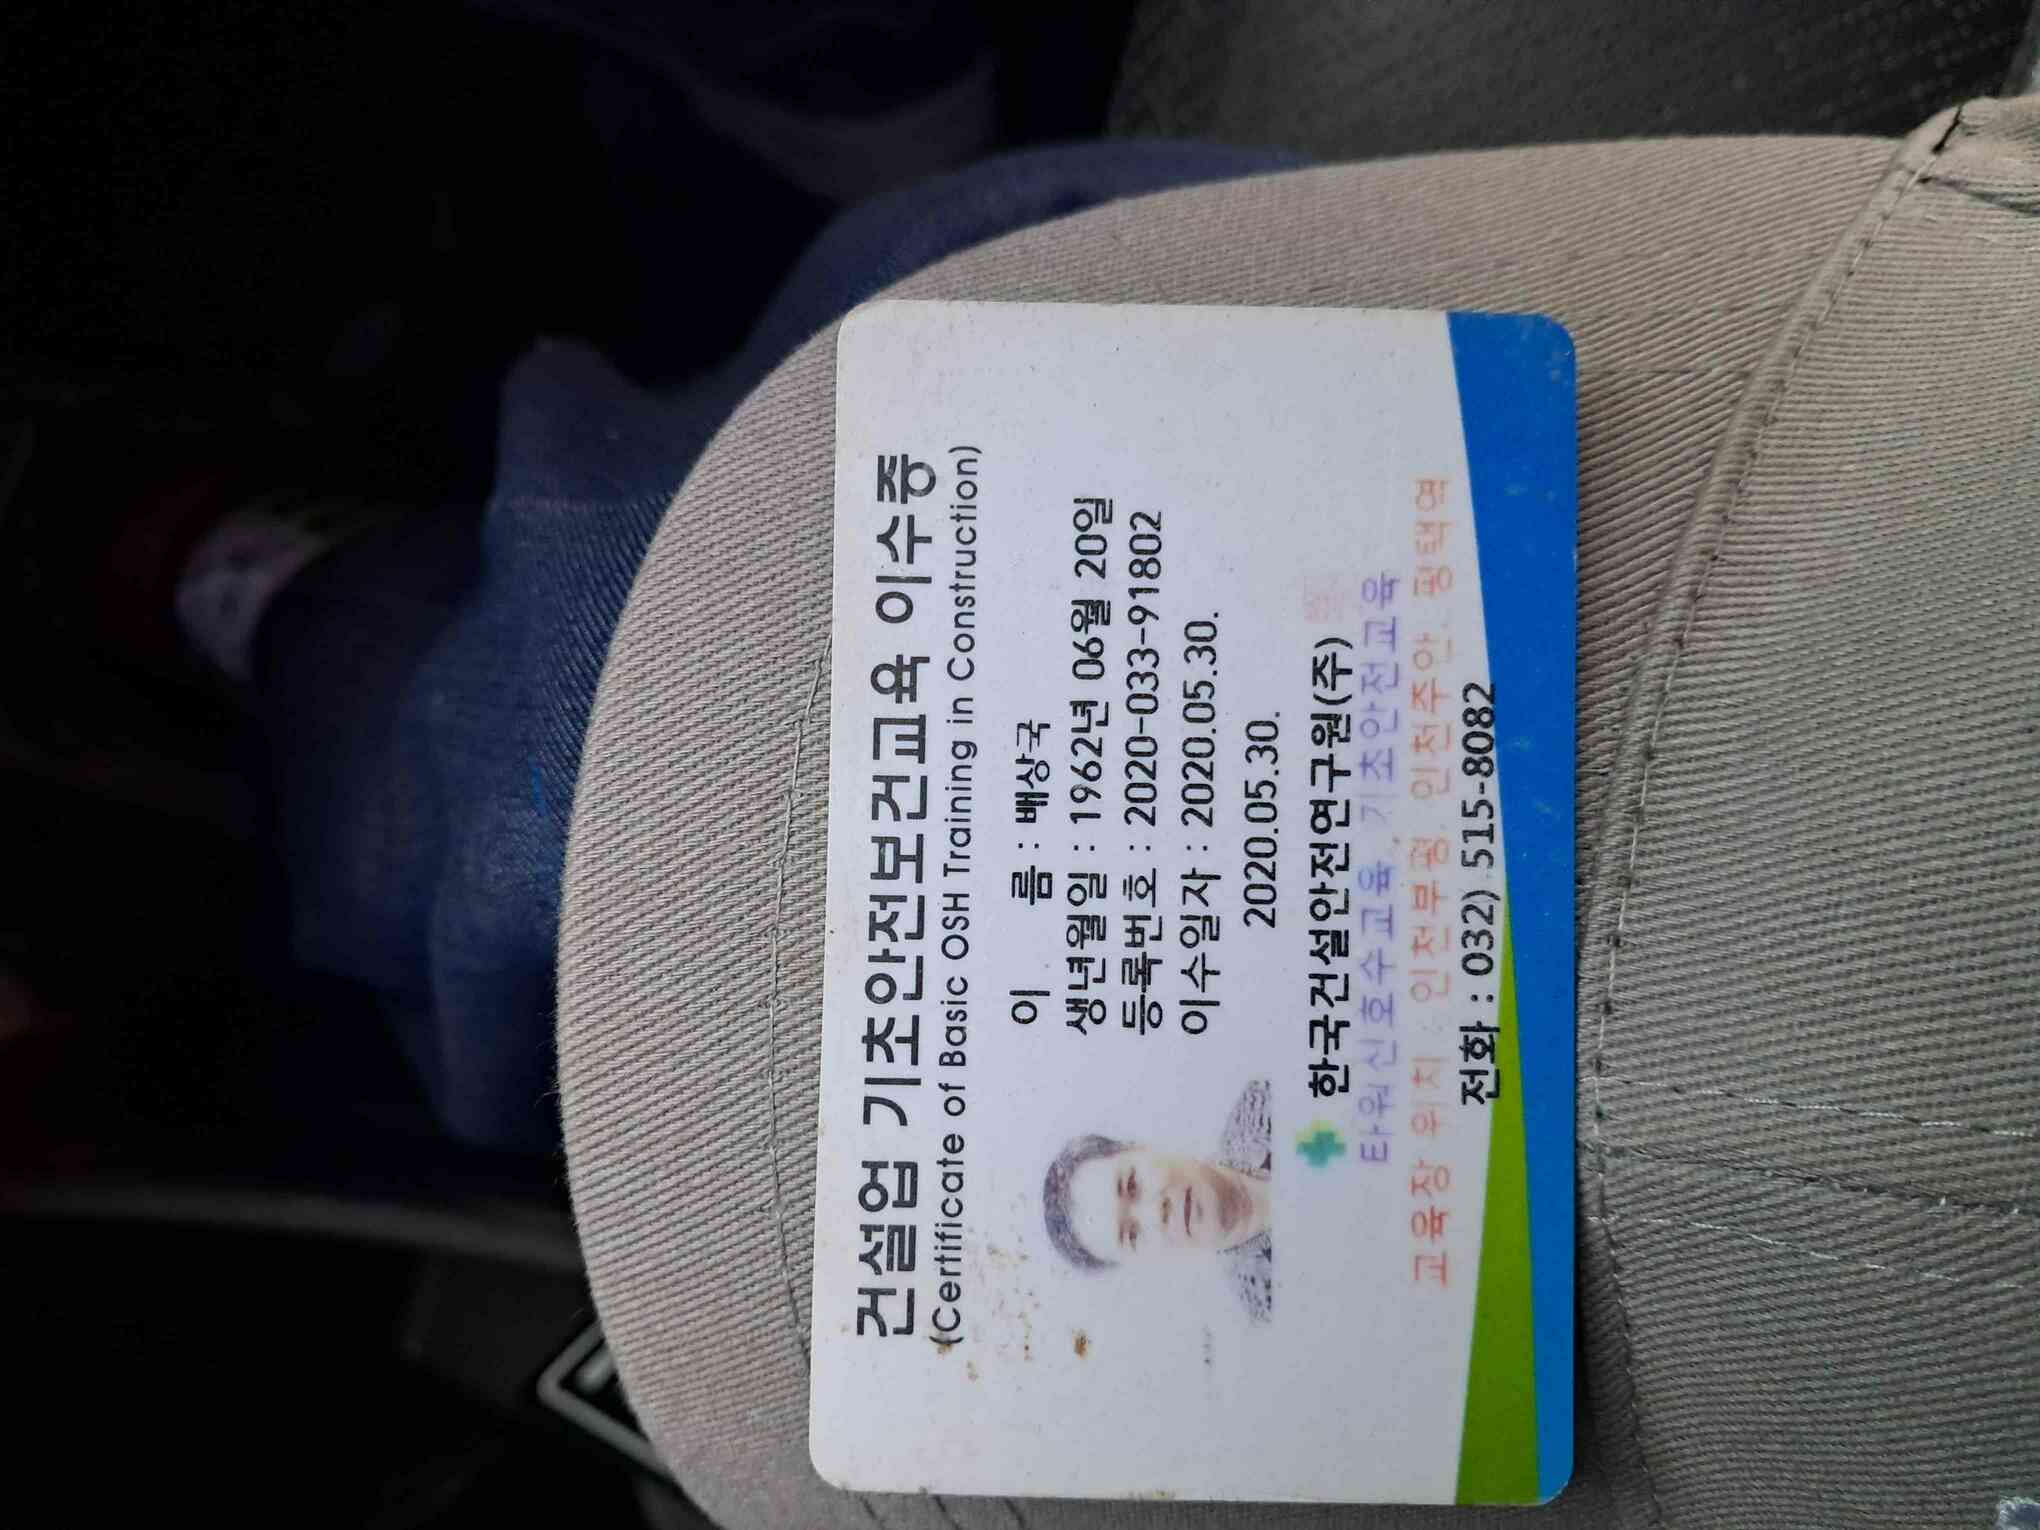 건설업 기초안전보건교육 이수증
(Certificate of Basic OSH Training in Construction)
이 름 : 배상국
생년월일 : 1962년 06월 20일
등록번호 : 2020-033-91802
이수일자 : 2020.05.30.
2020.05.30.
한국건설안전연구원(주)
타워신호수교육, 기초안전교육
교육장 위치 : 인천부평, 인천주안, 평택역
전화 : 032) 515-8082